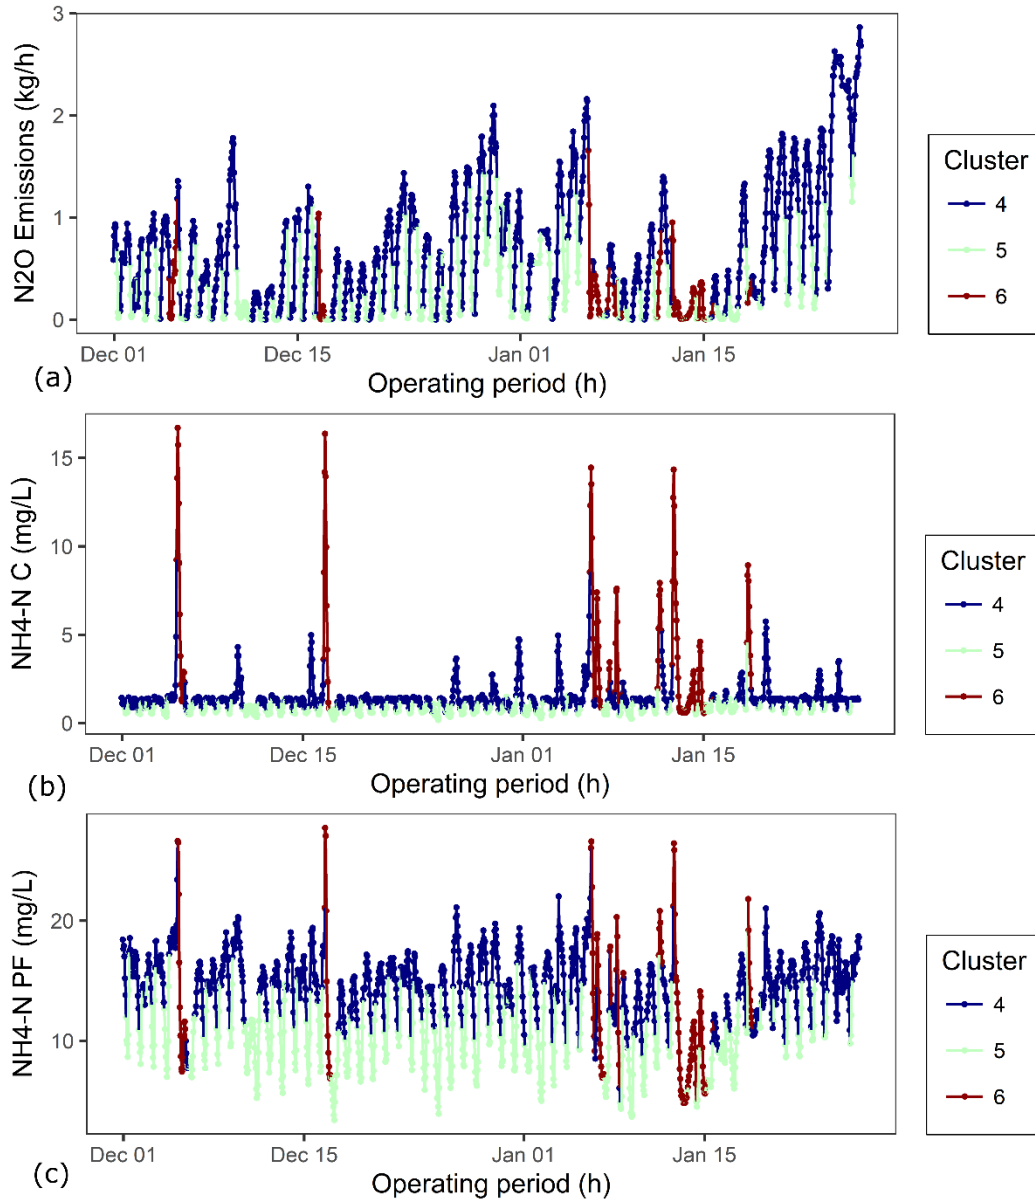 3
2
1
0
N2O Emissions (kg/h)
Dec 01
Dec 15
Jan 01
Jan 15
Operating period (h)
(a)
Cluster
4
5
6
15
10
5
0
NH4-N C (mg/L)
Dec 01
Dec 15
Jan 01
Jan 15
Operating period (h)
(b)
Cluster
4
5
6
20
10
NH4-N PF (mg/L)
Dec 01
Dec 15
Jan 01
Jan 15
Operating period (h)
(c)
Cluster
4
5
6